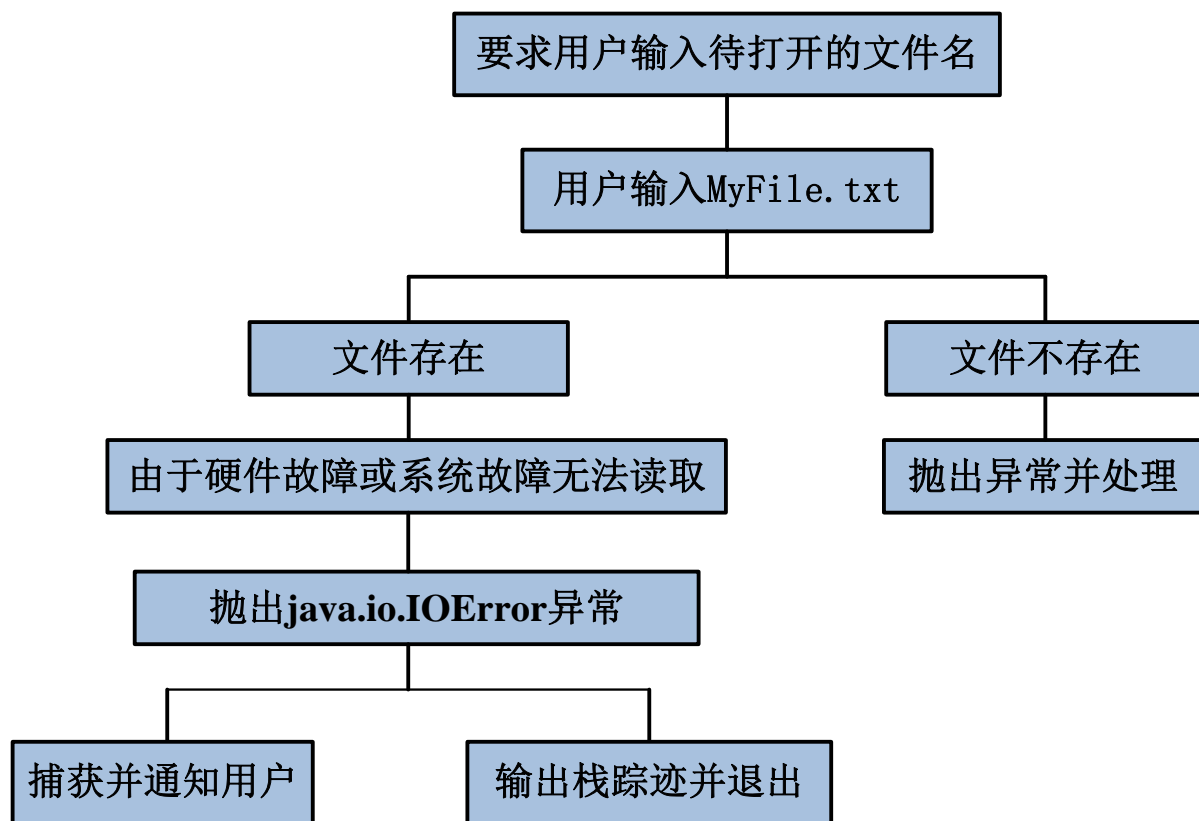 要求用户输入待打开的文件名
用户输入MyFile.txt
文件存在
文件不存在
由于硬件故障或系统故障无法读取
抛出异常并处理
抛出java.io.IOError异常
捕获并通知用户
输出栈踪迹并退出